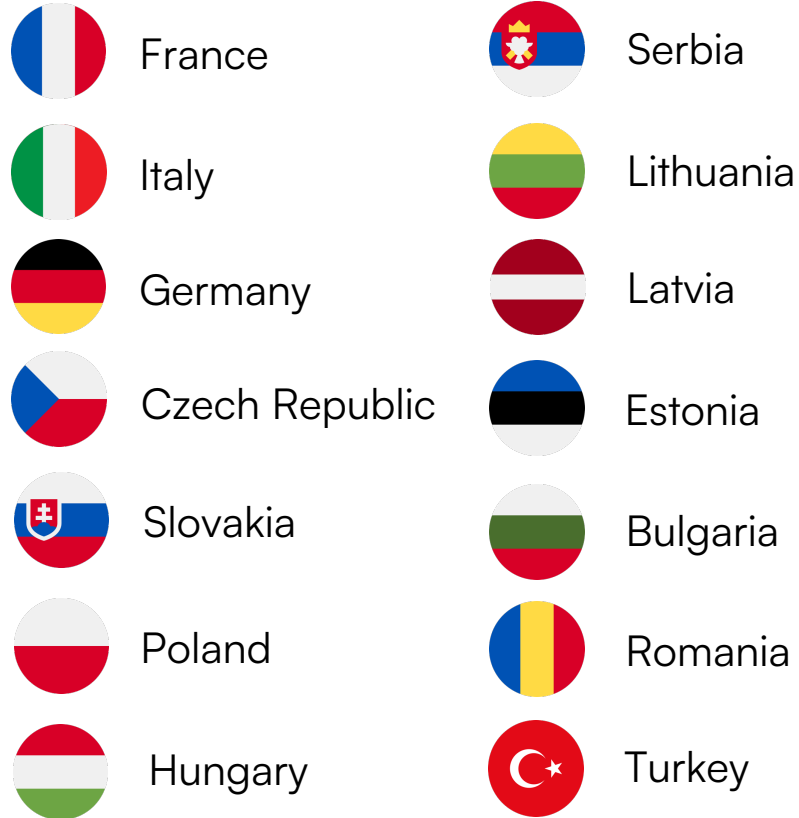 France
Italy
Germany
Czech Republic
Slovakia
Poland
Hungary
Serbia
Lithuania
Latvia
Estonia
Bulgaria
Romania
Turkey